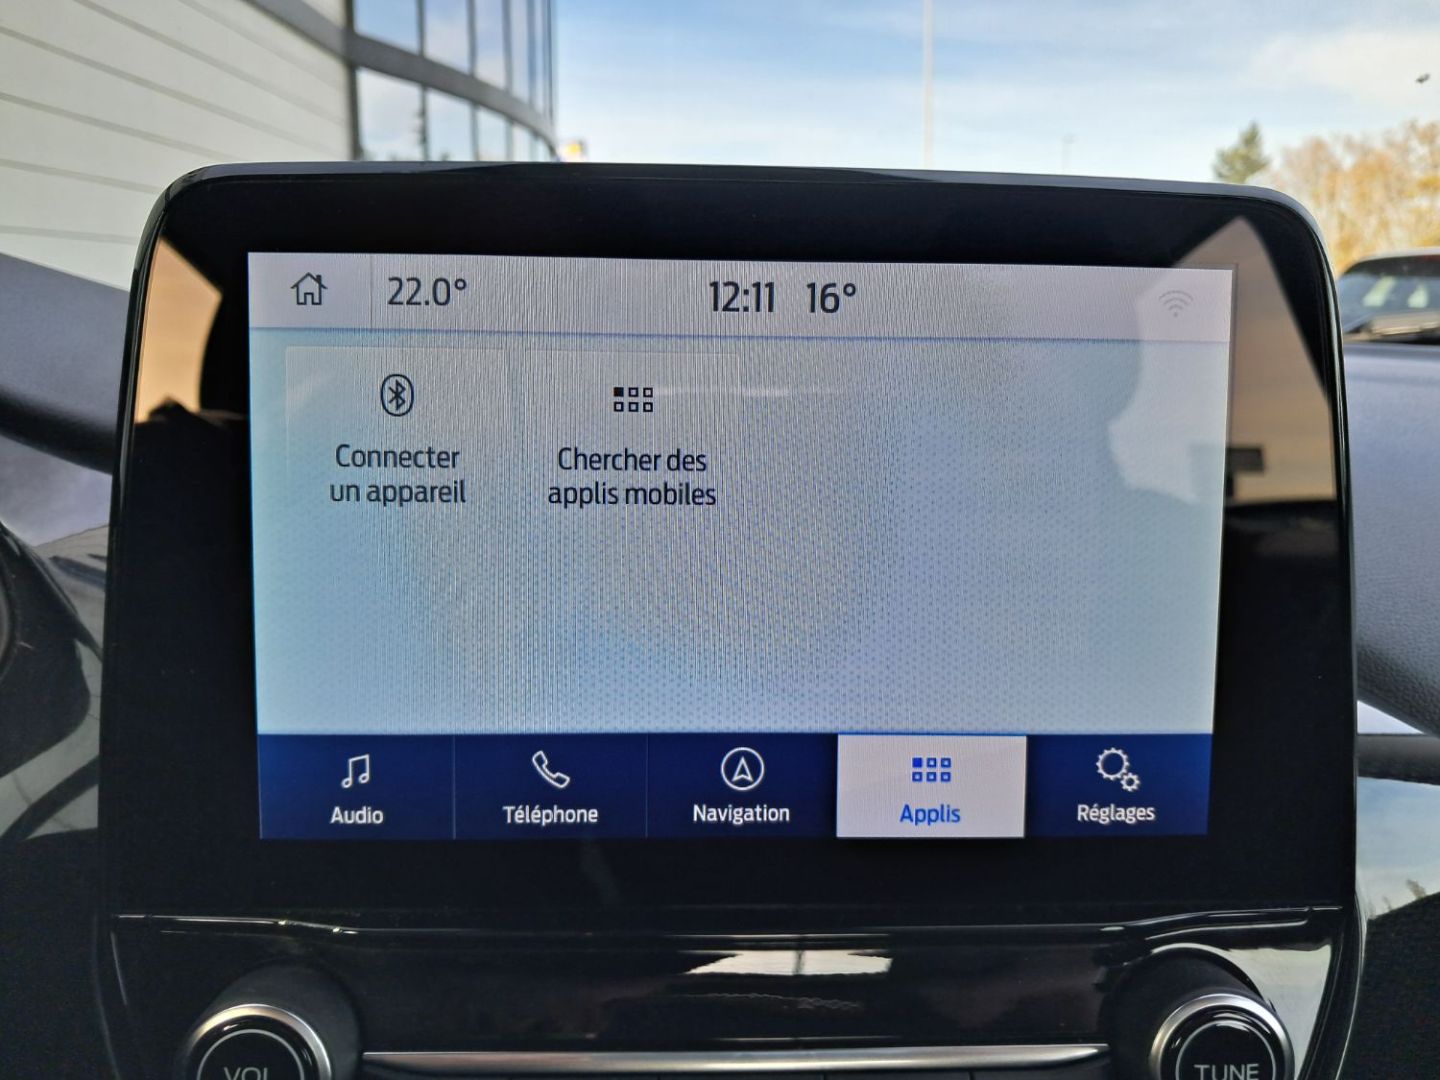 22.0° 12:11 16°
Connecter
un appareil
Chercher des
applis mobiles
Audio Téléphone Navigation Applis Réglages
VOL TUNE